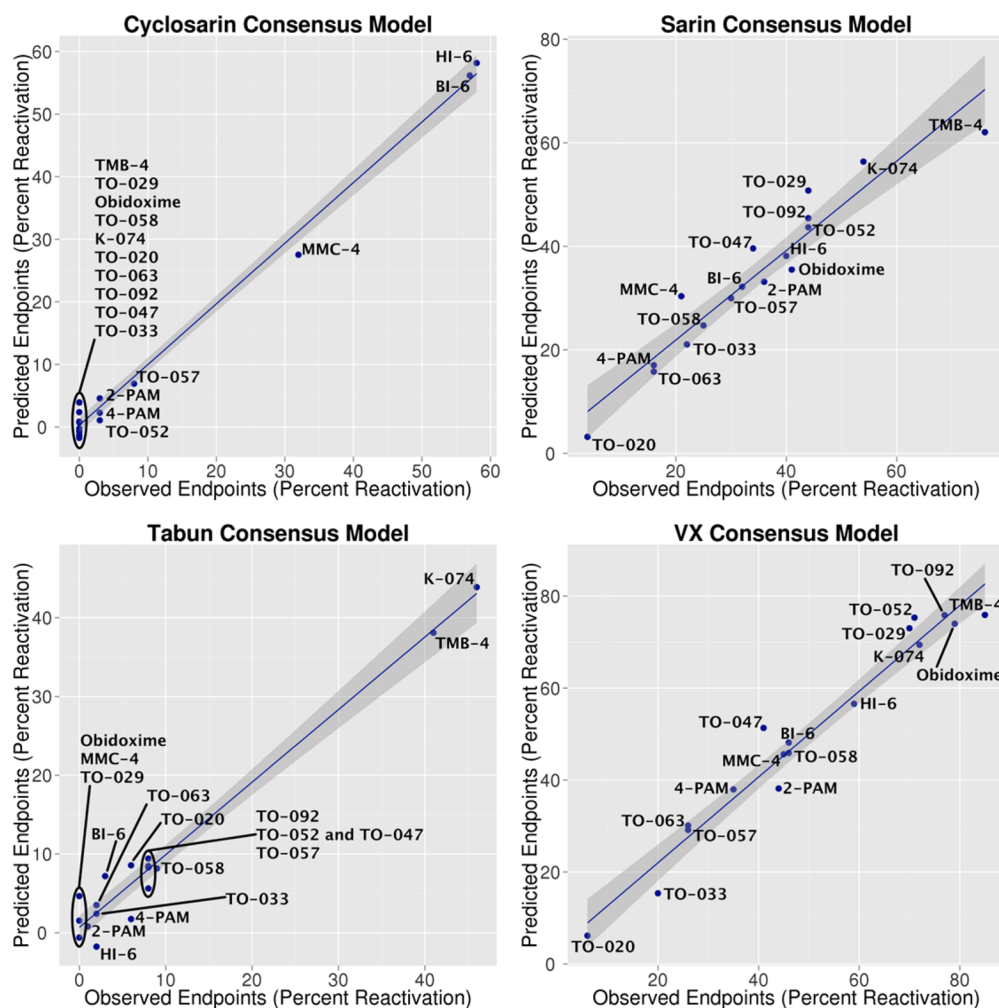 Cyclosarin Consensus Model
Predicted Endpoints (Percent Reactivation)
60
50
40
30
20
10
0
HI-6
BI-6
TMB-4
TO-029
Obidoxime
TO-058
K-074
TO-020
TO-063
TO-092
TO-047
TO-033
MMC-4
TO-057
2-PAM
4-PAM
TO-052
0 10 20 30 40 50 60
Observed Endpoints (Percent Reactivation)
Sarin Consensus Model
Predicted Endpoints (Percent Reactivation)
80
60
40
20
0
TMB-4
K-074
TO-029
TO-092
TO-052
TO-047
HI-6
Obidoxime
BI-6
2-PAM
MMC-4
TO-057
TO-058
TO-033
4-PAM
TO-063
TO-020
20 40 60
Observed Endpoints (Percent Reactivation)
Tabun Consensus Model
Predicted Endpoints (Percent Reactivation)
40
30
20
10
0
K-074
TMB-4
Obidoxime
MMC-4
TO-029
TO-063
BI-6
TO-020
TO-092
TO-052 and TO-047
TO-057
TO-058
TO-033
4-PAM
2-PAM
HI-6
0 10 20 30 40
Observed Endpoints (Percent Reactivation)
VX Consensus Model
Predicted Endpoints (Percent Reactivation)
80
60
40
20
0
TO-092
TMB-4
TO-052
TO-029
K-074
Obidoxime
HI-6
TO-047
BI-6
MMC-4
TO-058
4-PAM
2-PAM
TO-063
TO-057
TO-033
TO-020
20 40 60 80
Observed Endpoints (Percent Reactivation)